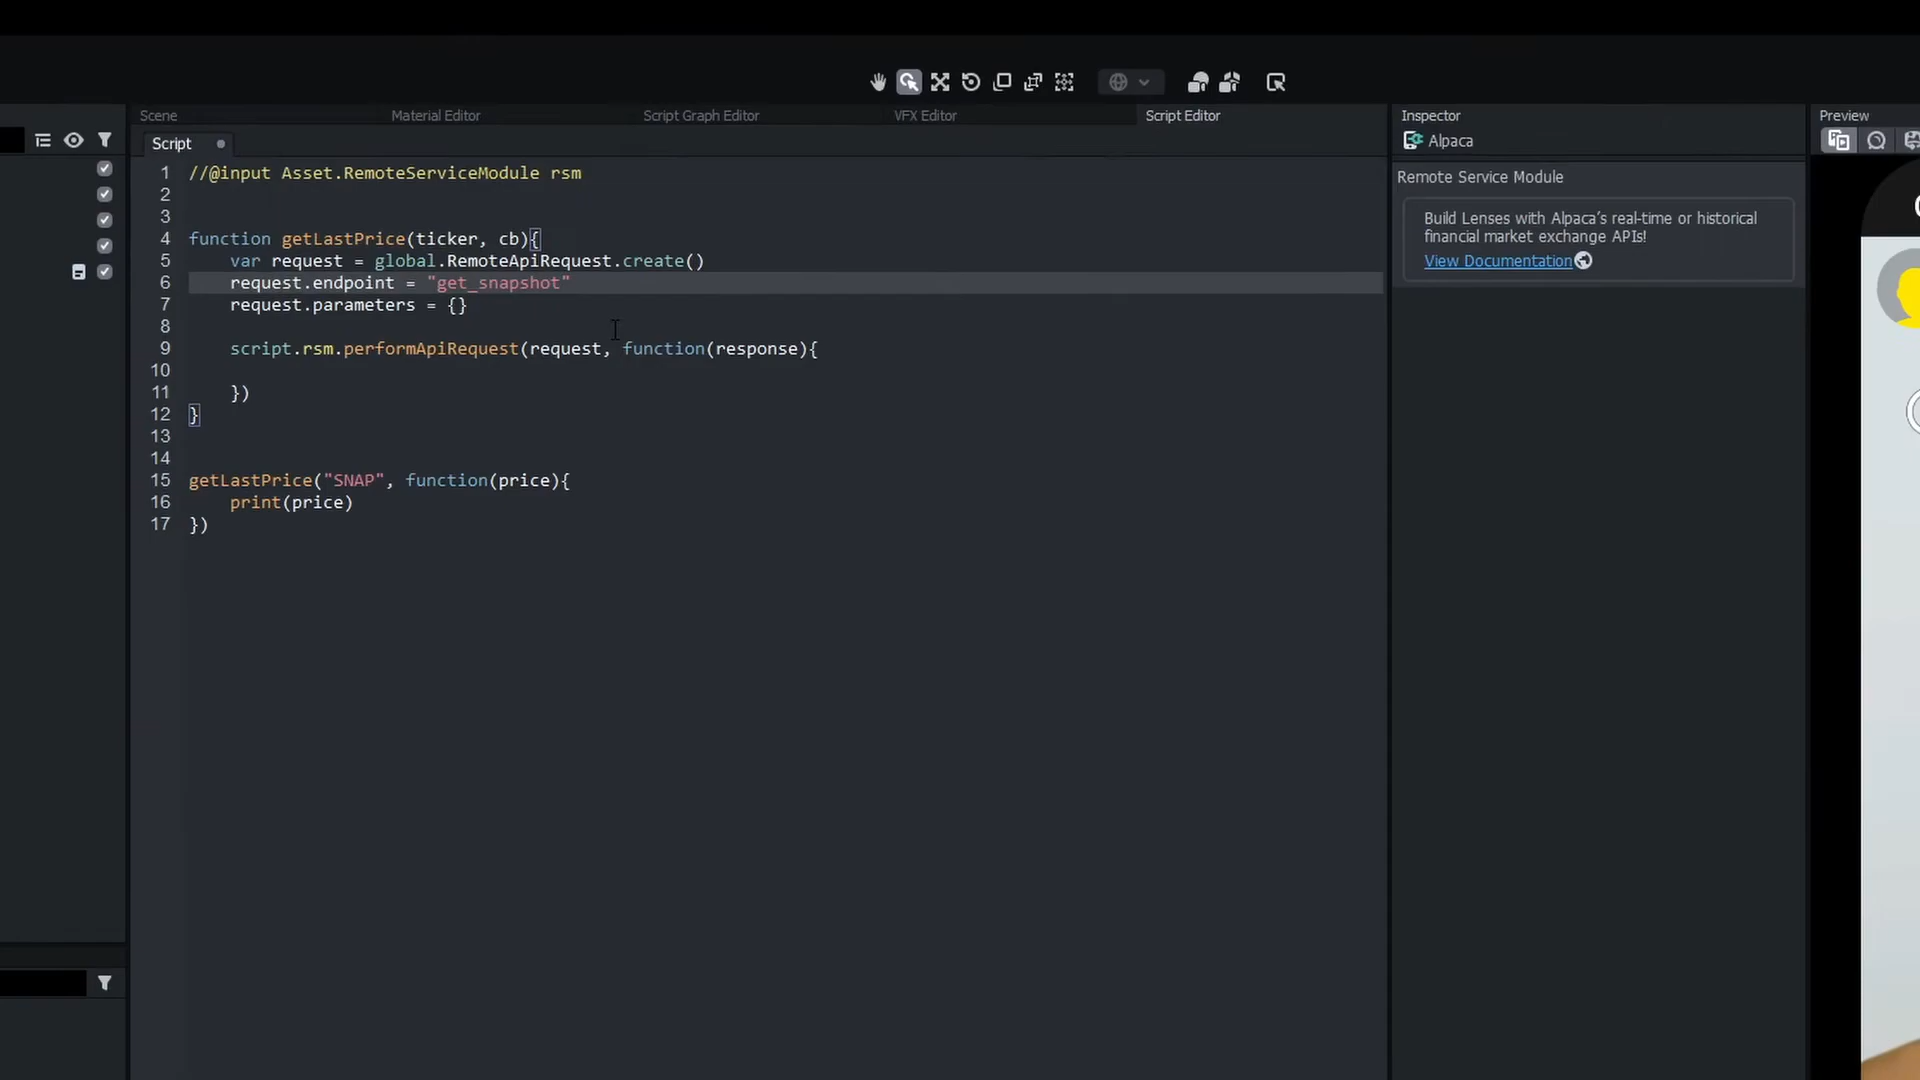 Scene
Material Editor
Script Graph Editor
VFX Editor
Script Editor
Inspector
Preview
Script
Alpaca
1 //@input Asset.RemoteServiceModule rsm
2
3
4 function getLastPrice(ticker, cb){
5 var request = global.RemoteApiRequest.create()
6 request.endpoint = "get_snapshot"
7 request.parameters = {}
8
9 script.rsm.performApiRequest(request, function(response){
10
11 })
12 }
13
14
15 getLastPrice("SNAP", function(price){
16 print(price)
17 })
Remote Service Module
Build Lenses with Alpaca’s real-time or historical
financial market exchange APIs!
View Documentation